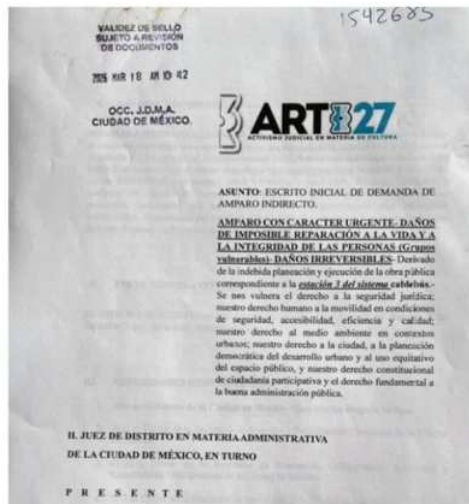 1542685
VALIDEZ DE SELLO
SUJETO A REVISIÓN
DE DOCUMENTOS
2025 MAR 18 AM 10 42
OCC. J.D.M.A.
CIUDAD DE MÉXICO.
ART 27
ACTIVISMO JUDICIAL EN MATERIA DE CULTURA
ASUNTO: ESCRITO INICIAL DE DEMANDA DE
AMPARO INDIRECTO.
AMPARO CON CARACTER URGENTE- DAÑOS
DE IMPOSIBLE REPARACIÓN A LA VIDA Y A
LA INTEGRIDAD DE LAS PERSONAS (Grupos
vulnerables)- DAÑOS IRREVERSIBLES- Derivado
de la indebida planeación y ejecución de la obra pública
correspondiente a la estación 3 del sistema cablebús.-
Se nos vulnera el derecho a la seguridad jurídica;
nuestro derecho humano a la movilidad en condiciones
de seguridad, accesibilidad, eficiencia y calidad;
nuestro derecho al medio ambiente en contextos
urbanos; nuestro derecho a la ciudad, a la planeación
democrática del desarrollo urbano y al uso equitativo
del espacio público, y nuestro derecho constitucional
de ciudadanía participativa y el derecho fundamental a
la buena administración pública.
H. JUEZ DE DISTRITO EN MATERIA ADMINISTRATIVA
DE LA CIUDAD DE MÉXICO, EN TURNO
P R E S E N T E